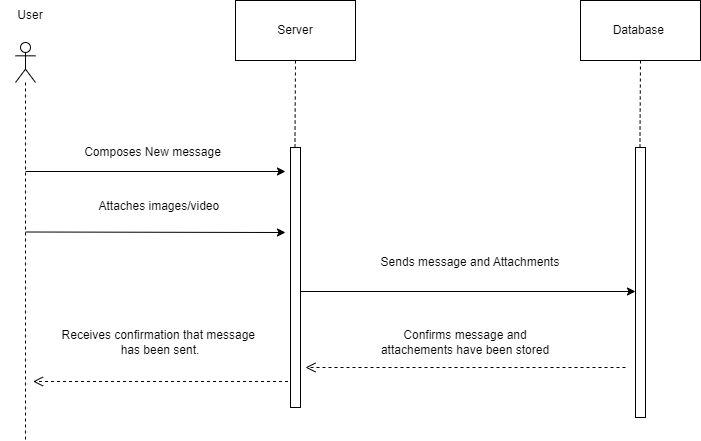 User
Server
Database
Composes New message
Attaches images/video
Sends message and Attachments
Receives confirmation that message
has been sent.
Confirms message and
attachements have been stored